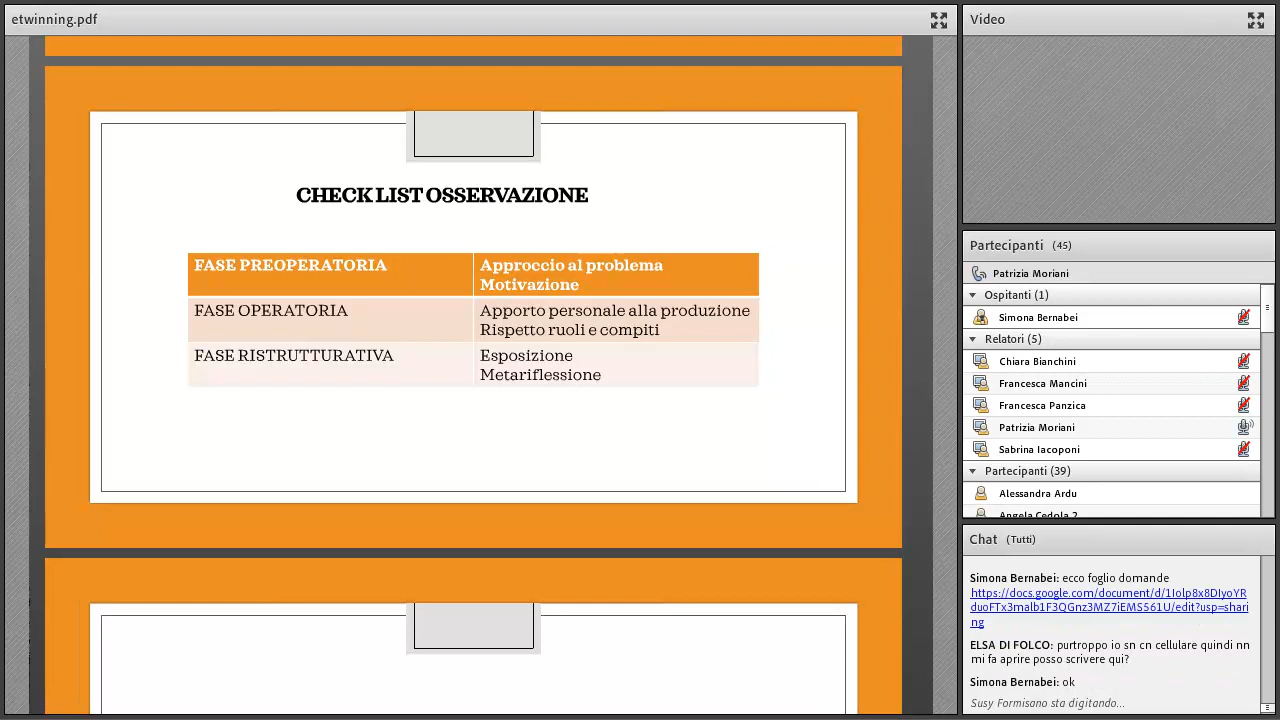 etwinning.pdf
CHECK LIST OSSERVAZIONE
FASE PREOPERATORIA
Approccio al problema
Motivazione
FASE OPERATORIA
Apporto personale alla produzione
Rispetto ruoli e compiti
FASE RISTRUTTURATIVA
Esposizione
Metariflessione
Video
Partecipanti (45)
Patrizia Moriani
Ospitanti (1)
Simona Bernabei
Relatori (5)
Chiara Bianchini
Francesca Mancini
Francesca Panzica
Patrizia Moriani
Sabrina Iacoponi
Partecipanti (39)
Alessandra Ardu
Angela Cedola 2
Chat (Tutti)
Simona Bernabei: ecco foglio domande
https://docs.google.com/document/d/1Iolp8x8DIyoYR
duoFTx3malb1F3QGnz3MZ7iEMS561U/edit?usp=shari
ng
ELSA DI FOLCO: purtroppo io sn cn cellulare quindi nn
mi fa aprire posso scrivere qui?
Simona Bernabei: ok
Susy Formisano sta digitando...